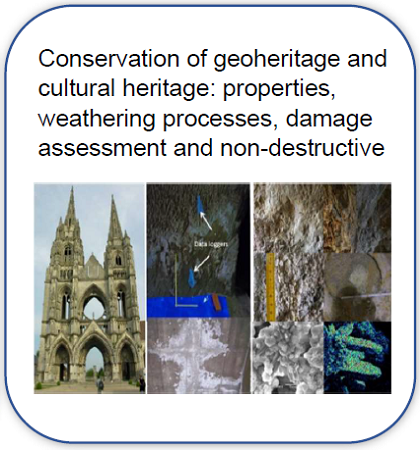 Conservation of geoheritage and
cultural heritage: properties,
weathering processes, damage
assessment and non-destructive
Data loggers